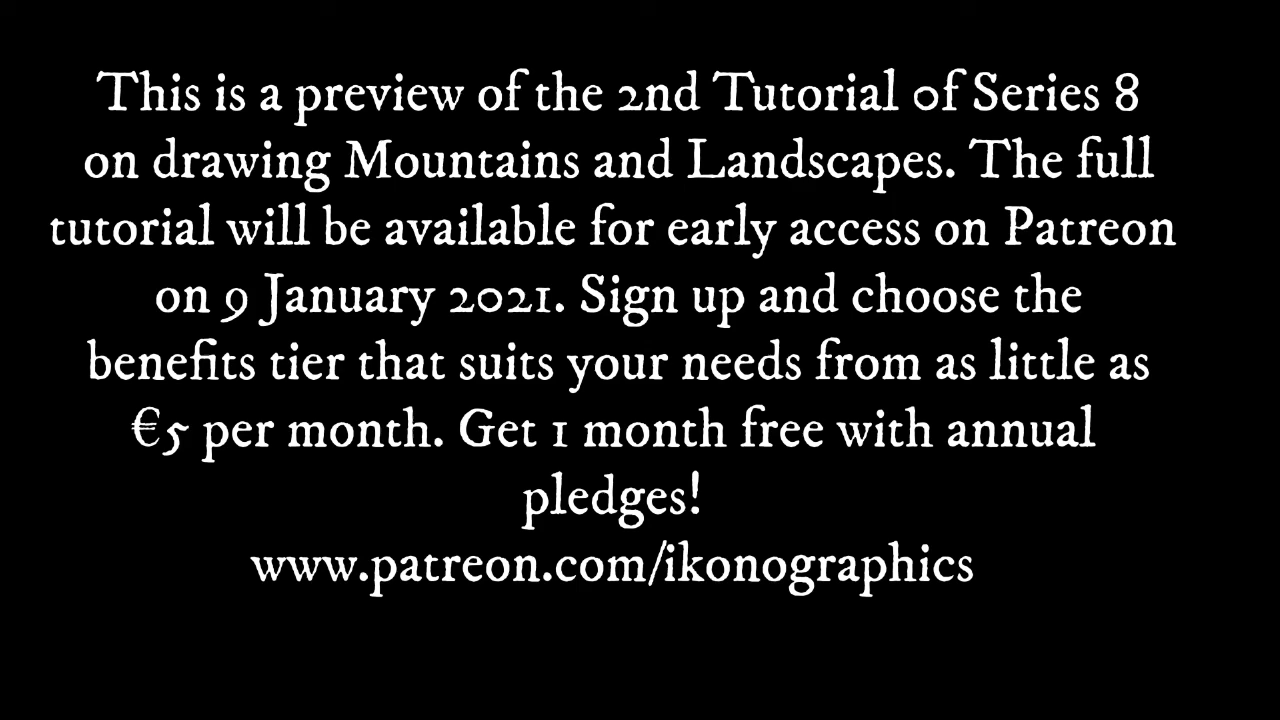 This is a preview of the 2nd Tutorial of Series 8
on drawing Mountains and Landscapes. The full
tutorial will be available for early access on Patreon
on 9 January 2021. Sign up and choose the
benefits tier that suits your needs from as little as
€5 per month. Get 1 month free with annual
pledges!
www.patreon.com/ikonographics